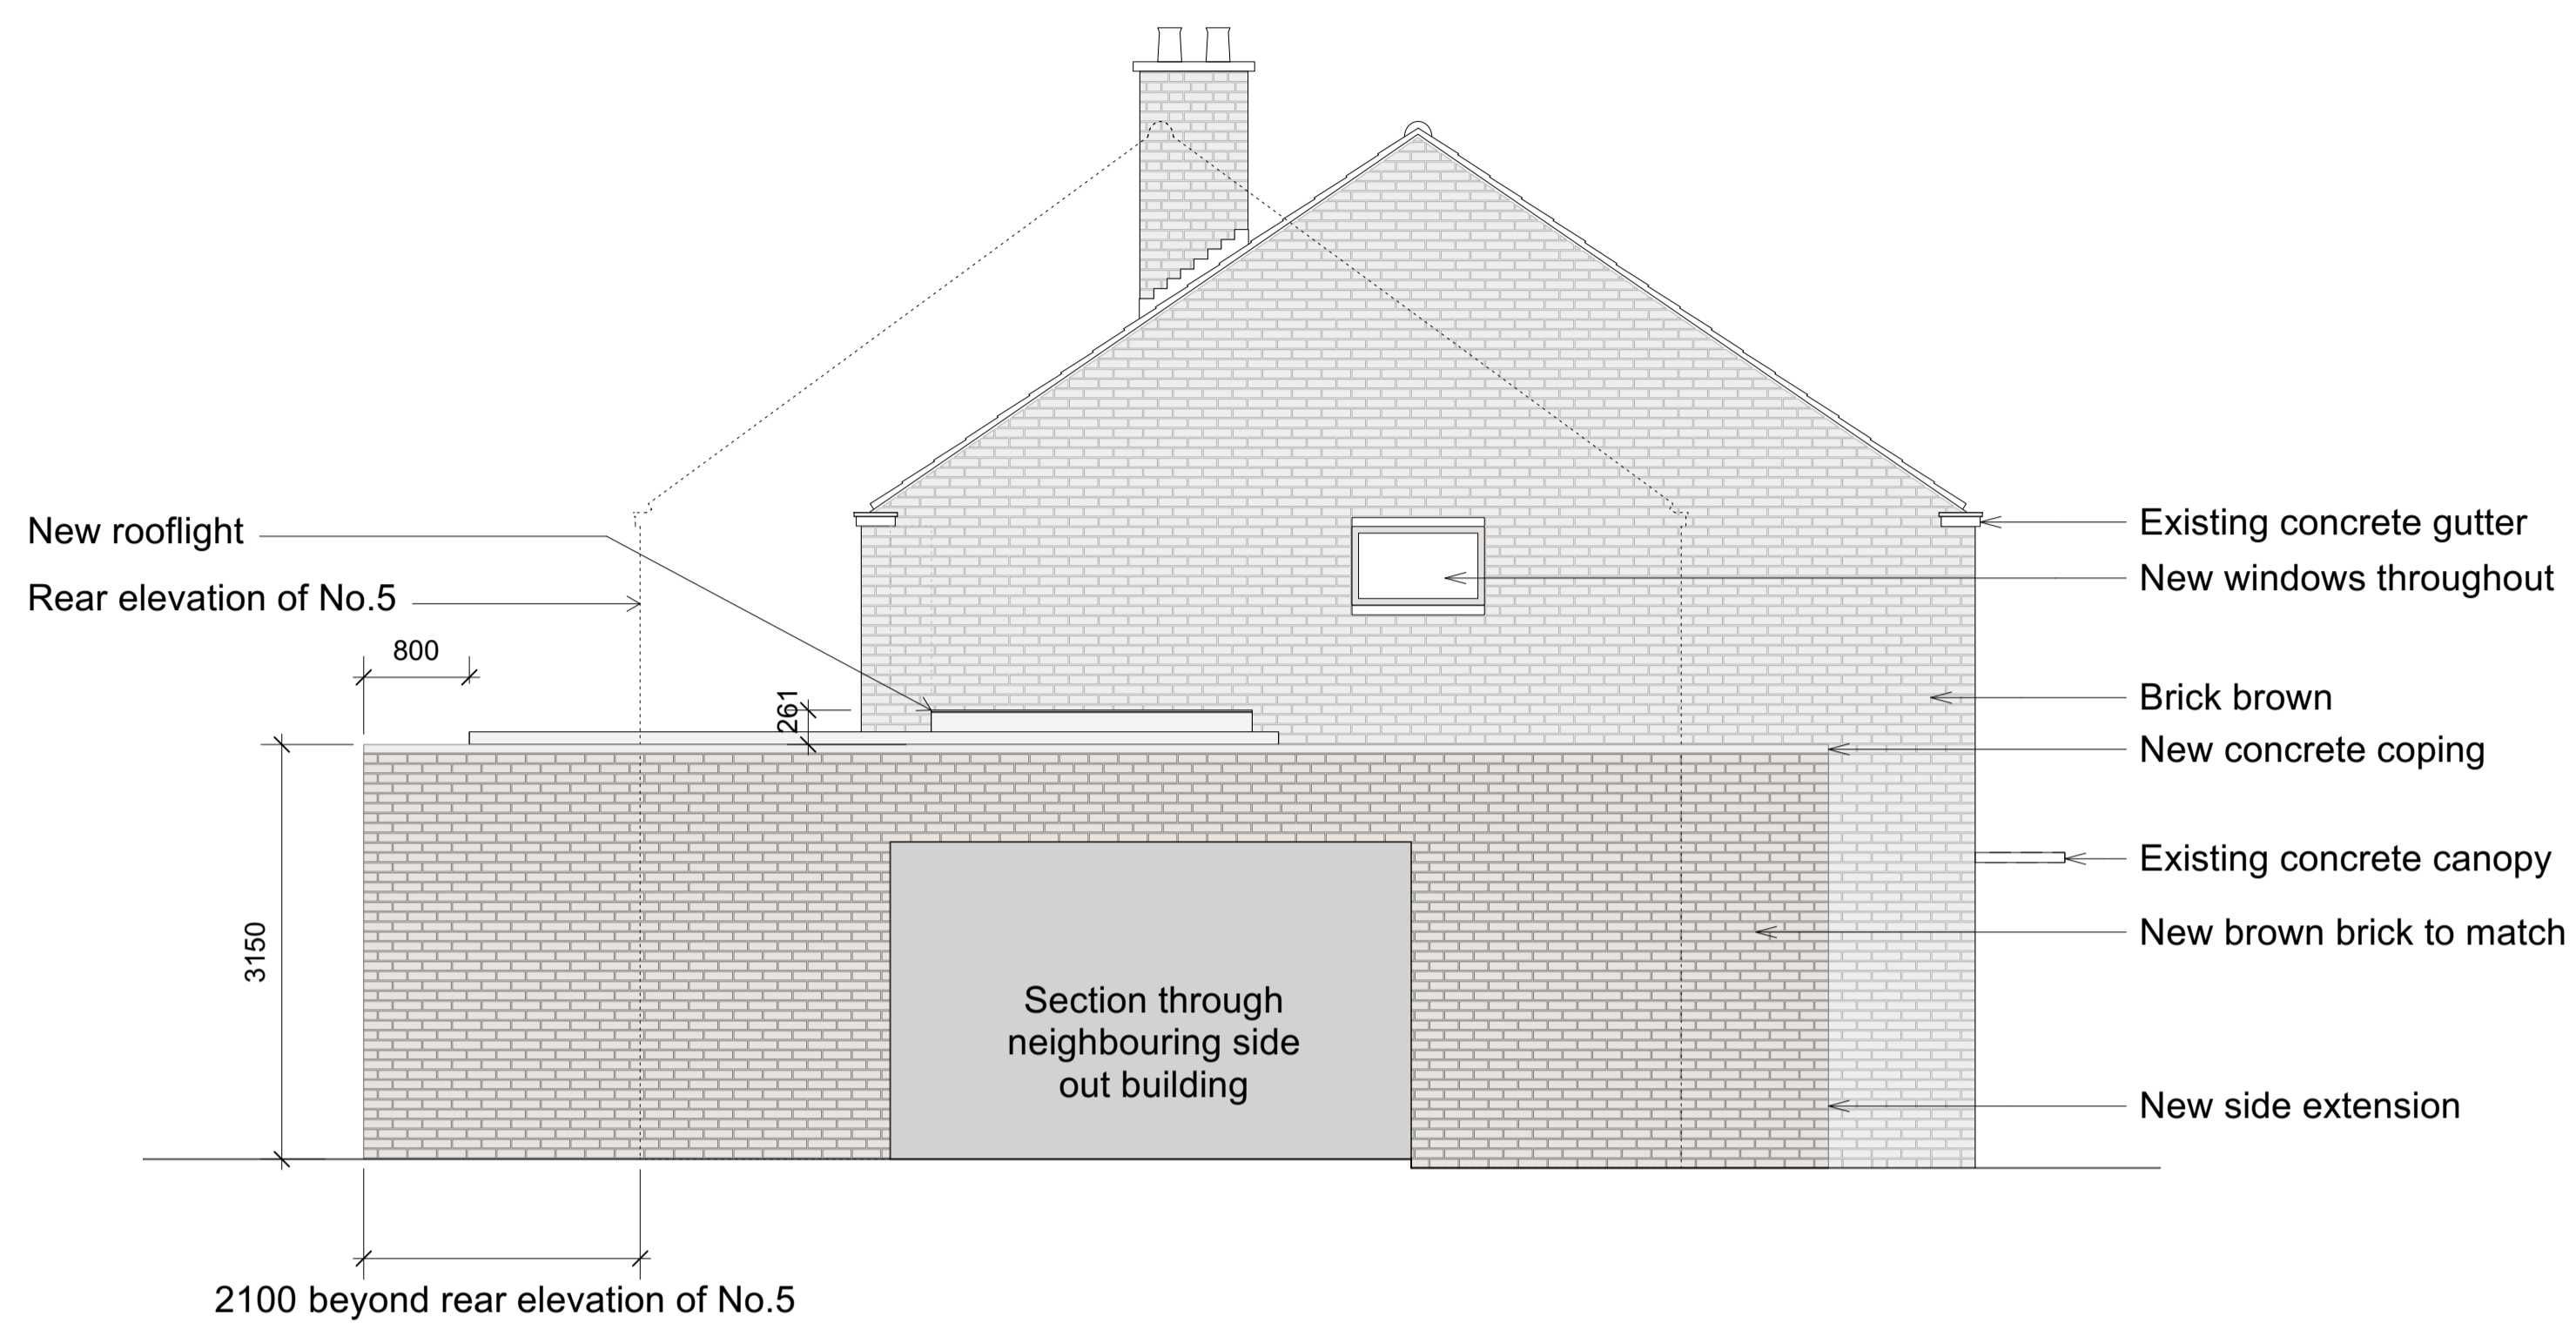 New rooflight
Rear elevation of No.5
800
261
3150
Existing concrete gutter
New windows throughout
Brick brown
New concrete coping
Existing concrete canopy
New brown brick to match
New side extension
Section through
neighbouring side
out building
2100 beyond rear elevation of No.5